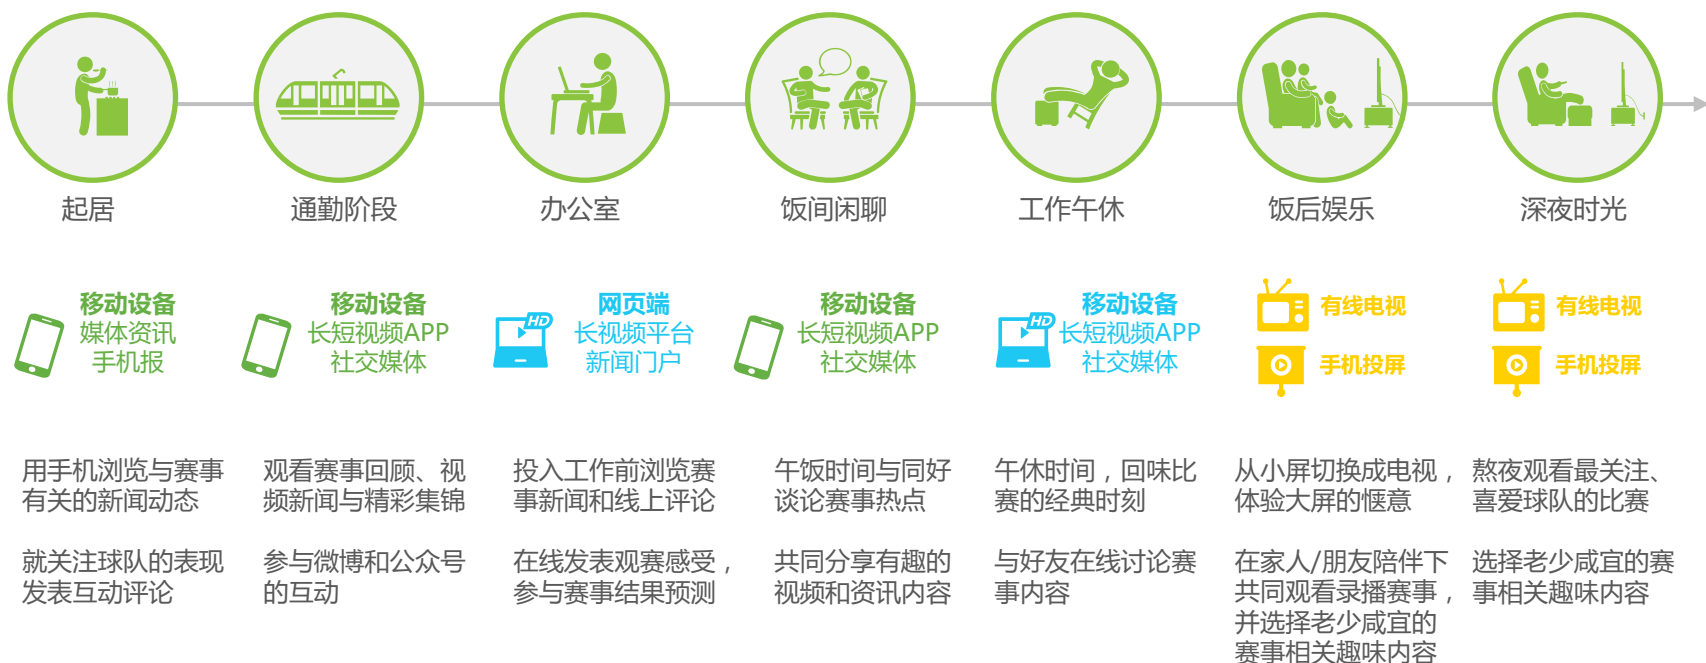 起居
通勤阶段
办公室
饭间闲聊
工作午休
饭后娱乐
深夜时光
移动设备
媒体资讯
手机报
移动设备
长短视频APP
社交媒体
HD
网页端
长视频平台
新闻门户
移动设备
长短视频APP
社交媒体
HD
移动设备
长短视频APP
社交媒体
有线电视
手机投屏
有线电视
手机投屏
用手机浏览与赛事
有关的新闻动态
就关注球队的表现
发表互动评论
观看赛事回顾、视
频新闻与精彩集锦
参与微博和公众号
的互动
投入工作前浏览赛
事新闻和线上评论
在线发表观赛感受，
参与赛事结果预测
午饭时间与同好
谈论赛事热点
共同分享有趣的
视频和资讯内容
午休时间，回味比
赛的经典时刻
与好友在线讨论赛
事内容
从小屏切换成电视，
体验大屏的惬意
在家人/朋友陪伴下
共同观看录播赛事，
并选择老少咸宜的
赛事相关趣味内容
熬夜观看最关注、
喜爱球队的比赛
选择老少咸宜的赛
事相关趣味内容